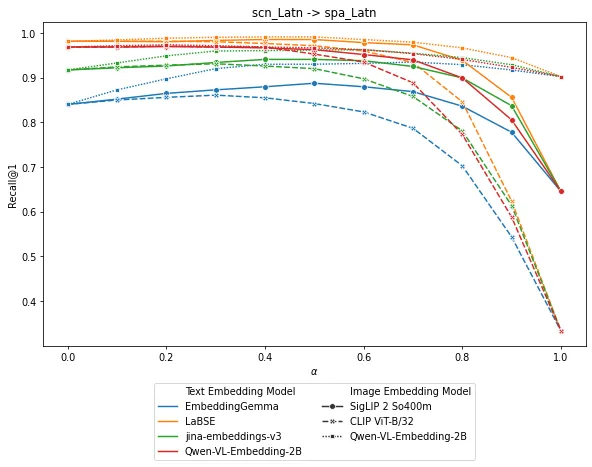 scn_Latn -> spa_Latn
Recall@1
1.0
0.9
0.8
0.7
0.6
0.5
0.4
0.0 0.2 0.4 0.6 0.8 1.0
α
Text Embedding Model
EmbeddingGemma
LaBSE
jina-embeddings-v3
Qwen-VL-Embedding-2B
Image Embedding Model
SigLIP 2 So400m
CLIP ViT-B/32
Qwen-VL-Embedding-2B